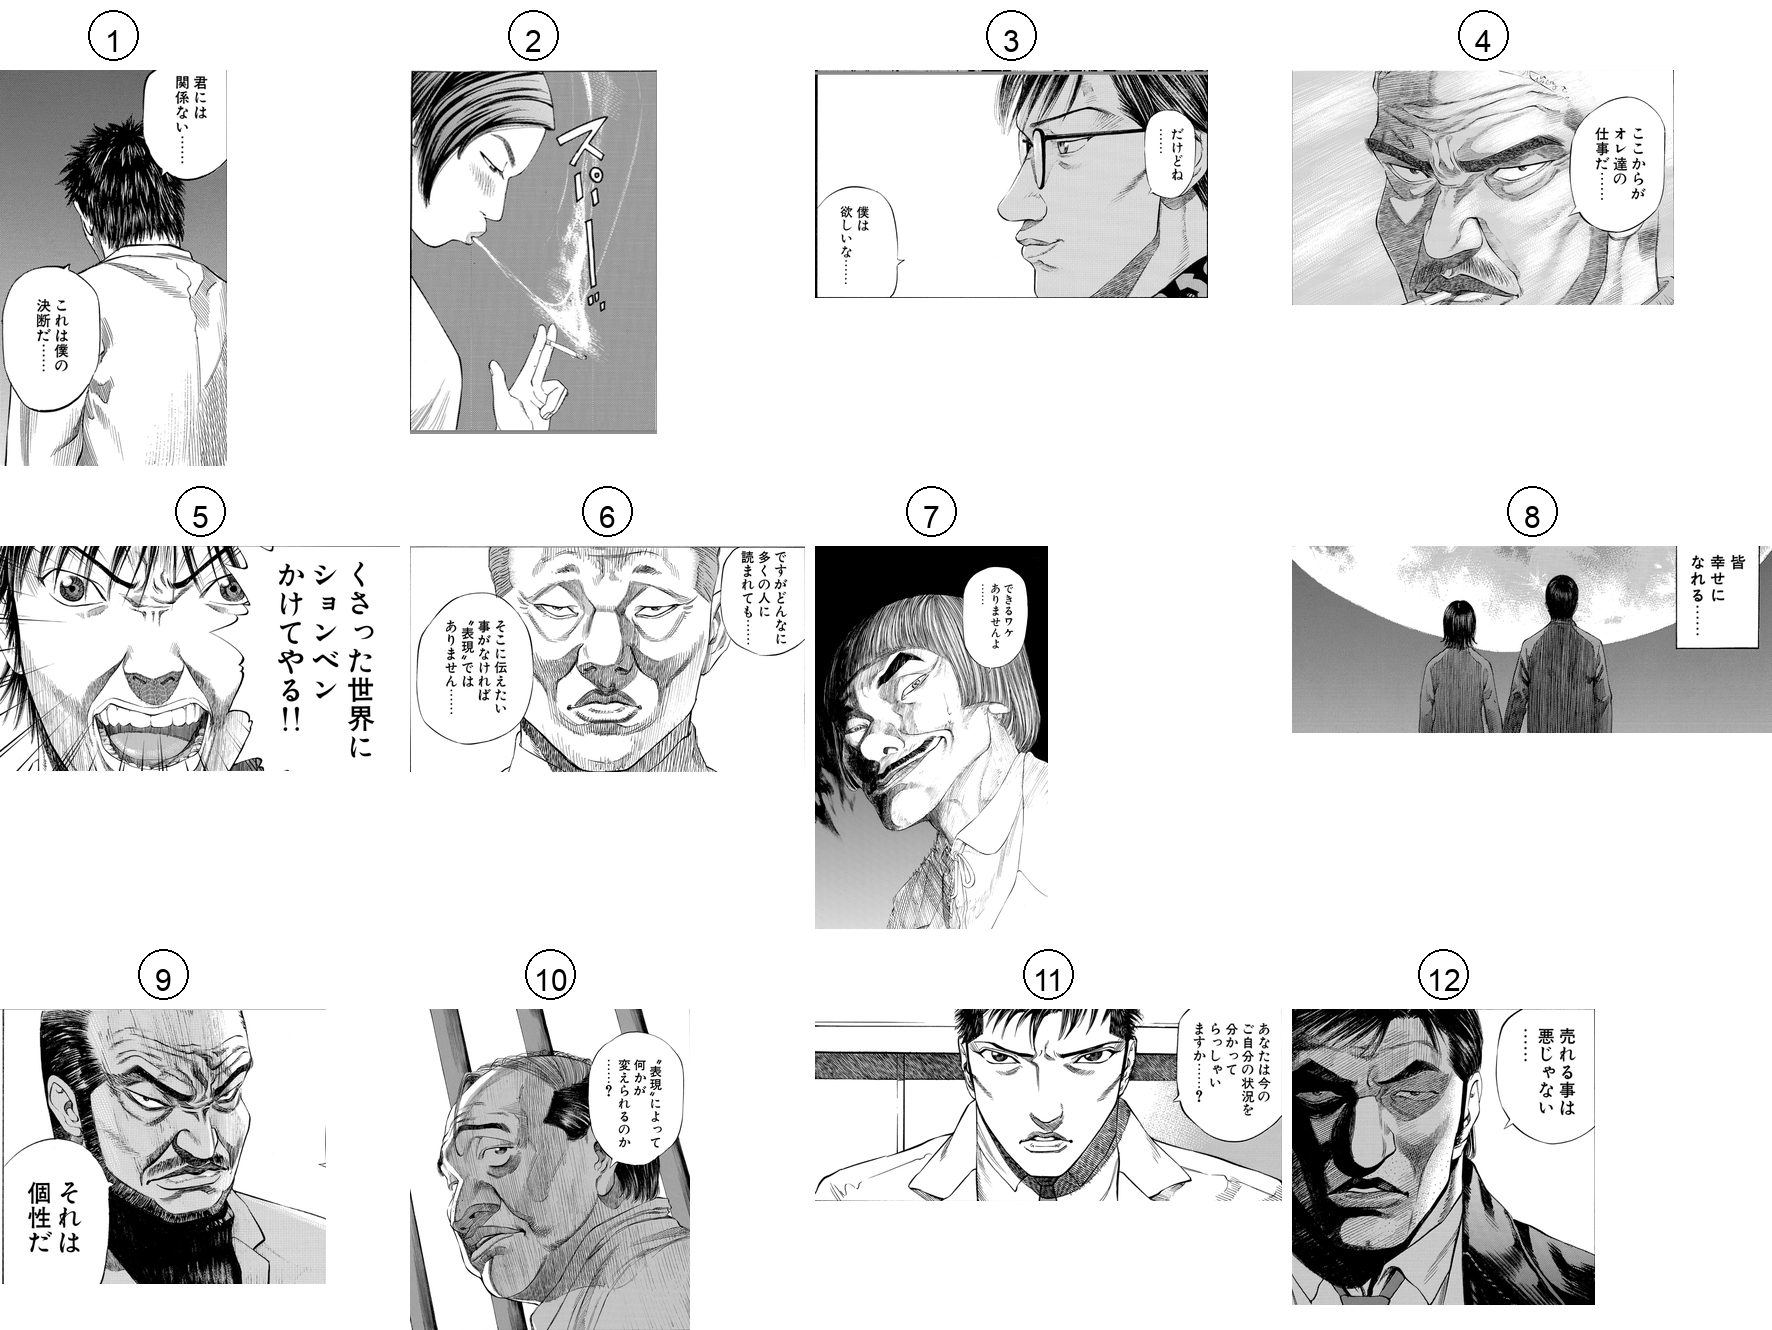 1
君には
関係ない……
これは僕の
決断だ……
2
スパーーー
3
だけどね
……
僕は
欲しいな……
4
ここからが
オレ達の
仕事だ……
5
くさった世界に
ションベン
かけてやる!!
6
ですがどんなに
多くの人に
読まれても……
そこに伝えたい
事がなければ
〝表現〟では
ありません……
7
できるワケ
ありませんよ
……
8
皆
幸せに
なれる……
9
それは
個性だ
10
〝表現〟によって
何かが
変えられるのか
……?
11
あなたは今の
ご自分の状況を
分かって
らっしゃい
ますか……?
12
売れる事は
悪じゃない
……